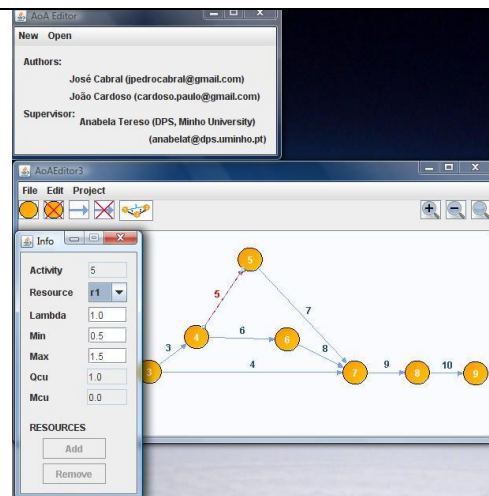 AoA Editor
New Open
Authors:
José Cabral (jpedrocabral@gmail.com)
João Cardoso (cardoso.paulo@gmail.com)
Supervisor:
Anabela Tereso (DPS, Minho University)
(anabelat@dps.uminho.pt)
AoAEditor3
File Edit Project
Info
Activity 5
Resource r1
Lambda 1.0
Min 0.5
Max 1.5
Qcu 1.0
Mcu 0.0
RESOURCES
Add
Remove
5
5
7
4
6
6
3
8
3
4
7
9
8
10
9